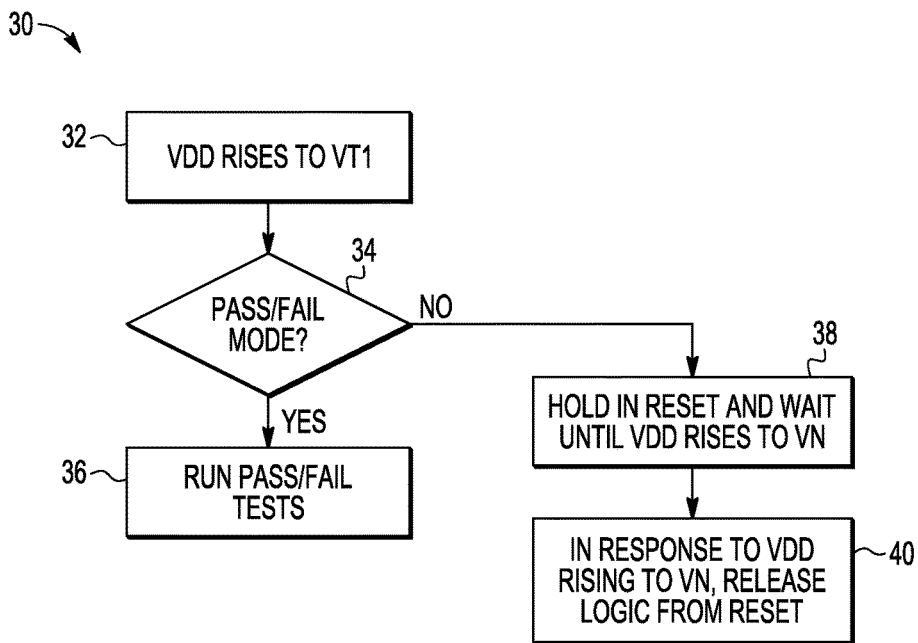 30
32
VDD RISES TO VT1
34
PASS/FAIL
MODE?
NO
YES
36
RUN PASS/FAIL
TESTS
38
HOLD IN RESET AND WAIT
UNTIL VDD RISES TO VN
40
IN RESPONSE TO VDD
RISING TO VN, RELEASE
LOGIC FROM RESET